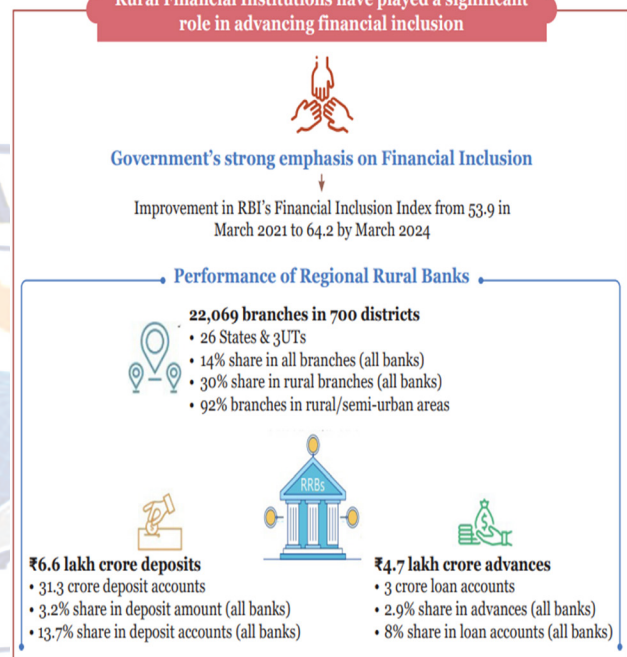 Rural Financial Institutions have played a significant
role in advancing financial inclusion
Government's strong emphasis on Financial Inclusion
Improvement in RBI's Financial Inclusion Index from 53.9 in
March 2021 to 64.2 by March 2024
Performance of Regional Rural Banks
22,069 branches in 700 districts
• 26 States & 3UTs
• 14% share in all branches (all banks)
• 30% share in rural branches (all banks)
• 92% branches in rural/semi-urban areas
RRBs
₹6.6 lakh crore deposits
• 31.3 crore deposit accounts
• 3.2% share in deposit amount (all banks)
• 13.7% share in deposit accounts (all banks)
₹4.7 lakh crore advances
• 3 crore loan accounts
• 2.9% share in advances (all banks)
• 8% share in loan accounts (all banks)